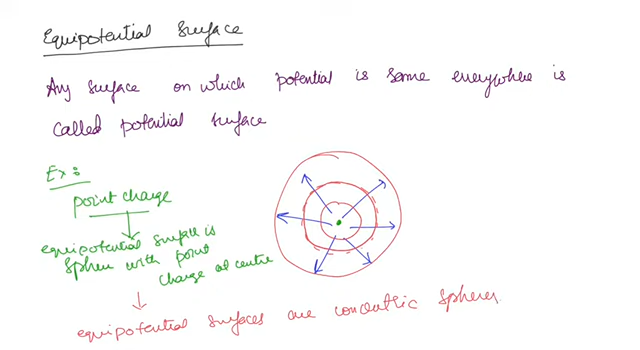 Equipotential Surface
Any surface on which potential is same everywhere is
called potential surface
Ex:
point charge
equipotential surface is
sphere with point
charge at centre
equipotential surfaces are concentric spheres.